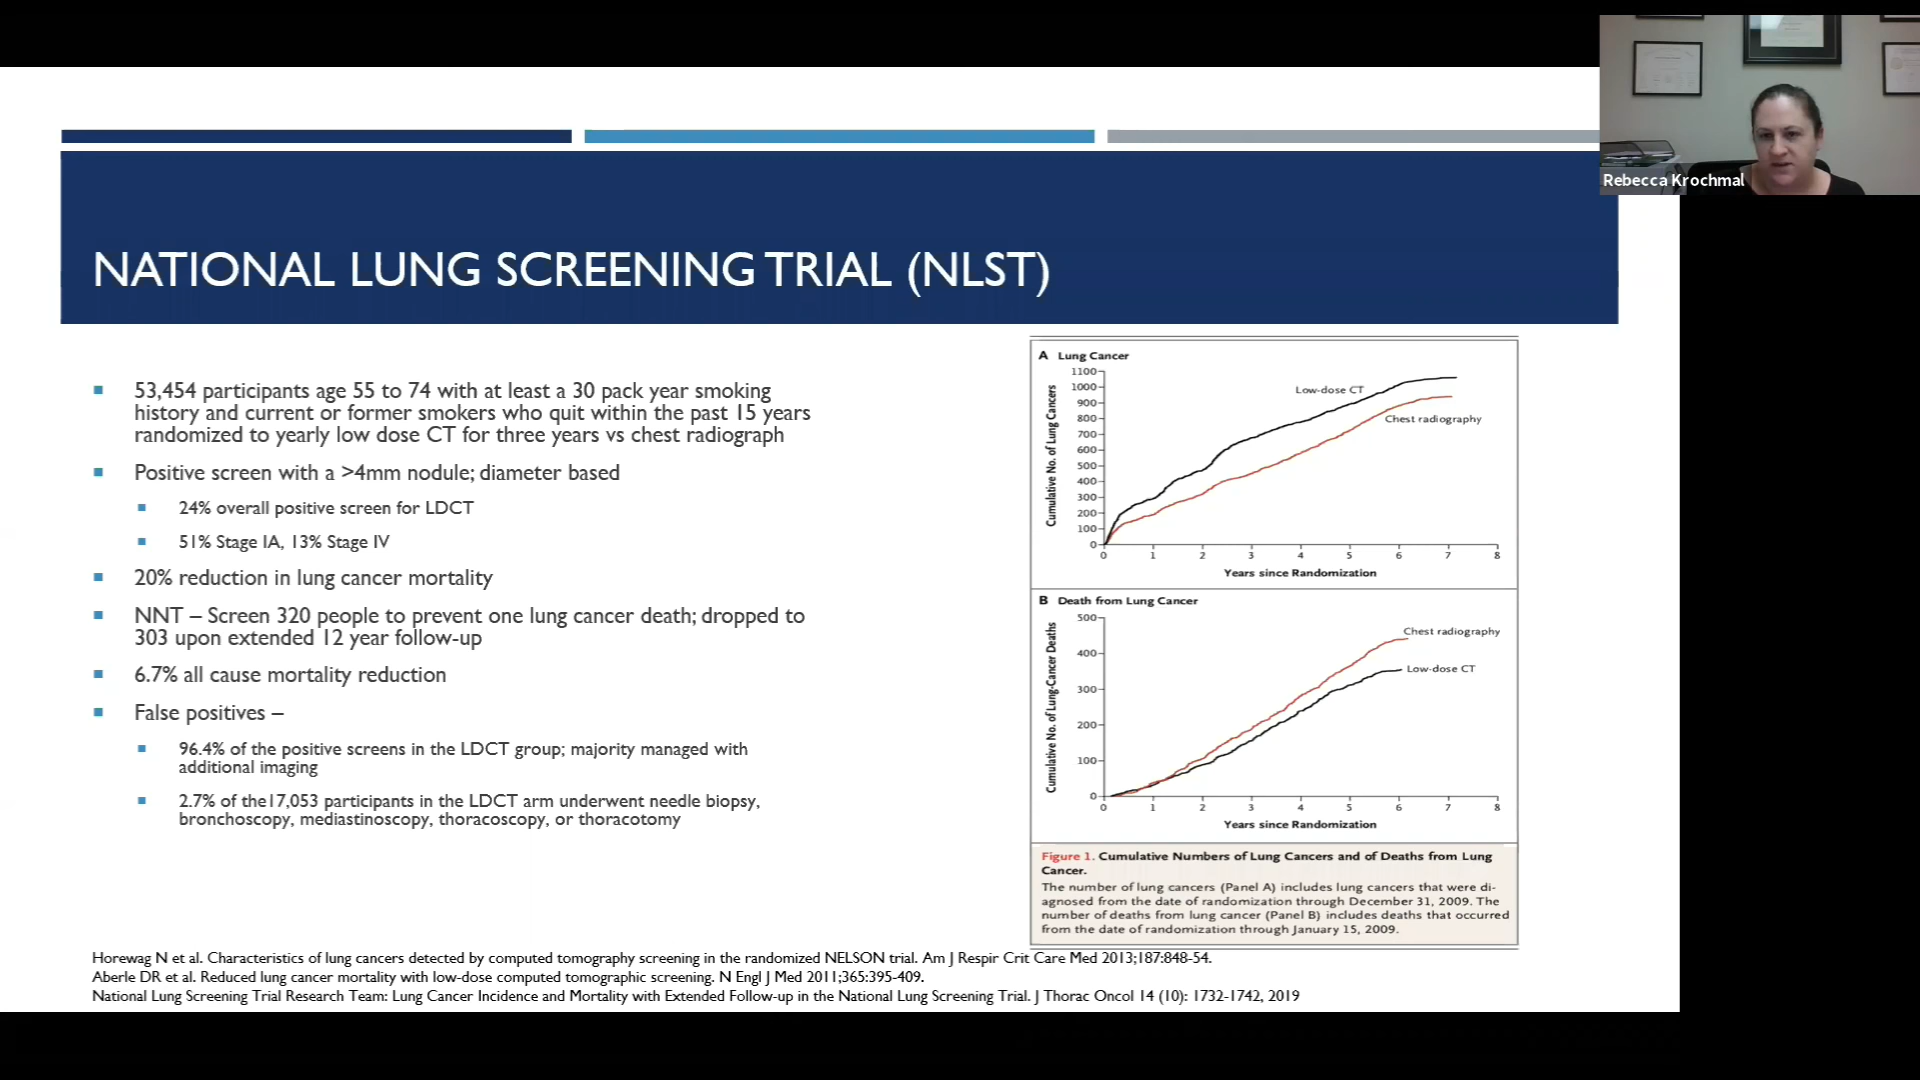 Rebecca Krochmal
NATIONAL LUNG SCREENING TRIAL (NLST)
53,454 participants age 55 to 74 with at least a 30 pack year smoking
history and current or former smokers who quit within the past 15 years
randomized to yearly low dose CT for three years vs chest radiograph
Positive screen with a >4mm nodule; diameter based
24% overall positive screen for LDCT
51% Stage IA, 13% Stage IV
20% reduction in lung cancer mortality
NNT – Screen 320 people to prevent one lung cancer death; dropped to
303 upon extended 12 year follow-up
6.7% all cause mortality reduction
False positives –
96.4% of the positive screens in the LDCT group; majority managed with
additional imaging
2.7% of the17,053 participants in the LDCT arm underwent needle biopsy,
bronchoscopy, mediastinoscopy, thoracoscopy, or thoracotomy
A Lung Cancer
Cumulative No. of Lung Cancers
1100
1000
900
800
700
600
500
400
300
200
100
0
Low-dose CT
Chest radiography
0 1 2 3 4 5 6 7 8
Years since Randomization
B Death from Lung Cancer
Cumulative No. of Lung-Cancer Deaths
500
400
300
200
100
0
Chest radiography
Low-dose CT
0 1 2 3 4 5 6 7 8
Years since Randomization
Figure 1. Cumulative Numbers of Lung Cancers and of Deaths from Lung
Cancer.
The number of lung cancers (Panel A) includes lung cancers that were di-
agnosed from the date of randomization through December 31, 2009. The
number of deaths from lung cancer (Panel B) includes deaths that occurred
from the date of randomization through January 15, 2009.
Horewag N et al. Characteristics of lung cancers detected by computed tomography screening in the randomized NELSON trial. Am J Respir Crit Care Med 2013;187:848-54.
Aberle DR et al. Reduced lung cancer mortality with low-dose computed tomographic screening. N Engl J Med 2011;365:395-409.
National Lung Screening Trial Research Team: Lung Cancer Incidence and Mortality with Extended Follow-up in the National Lung Screening Trial. J Thorac Oncol 14 (10): 1732-1742, 2019